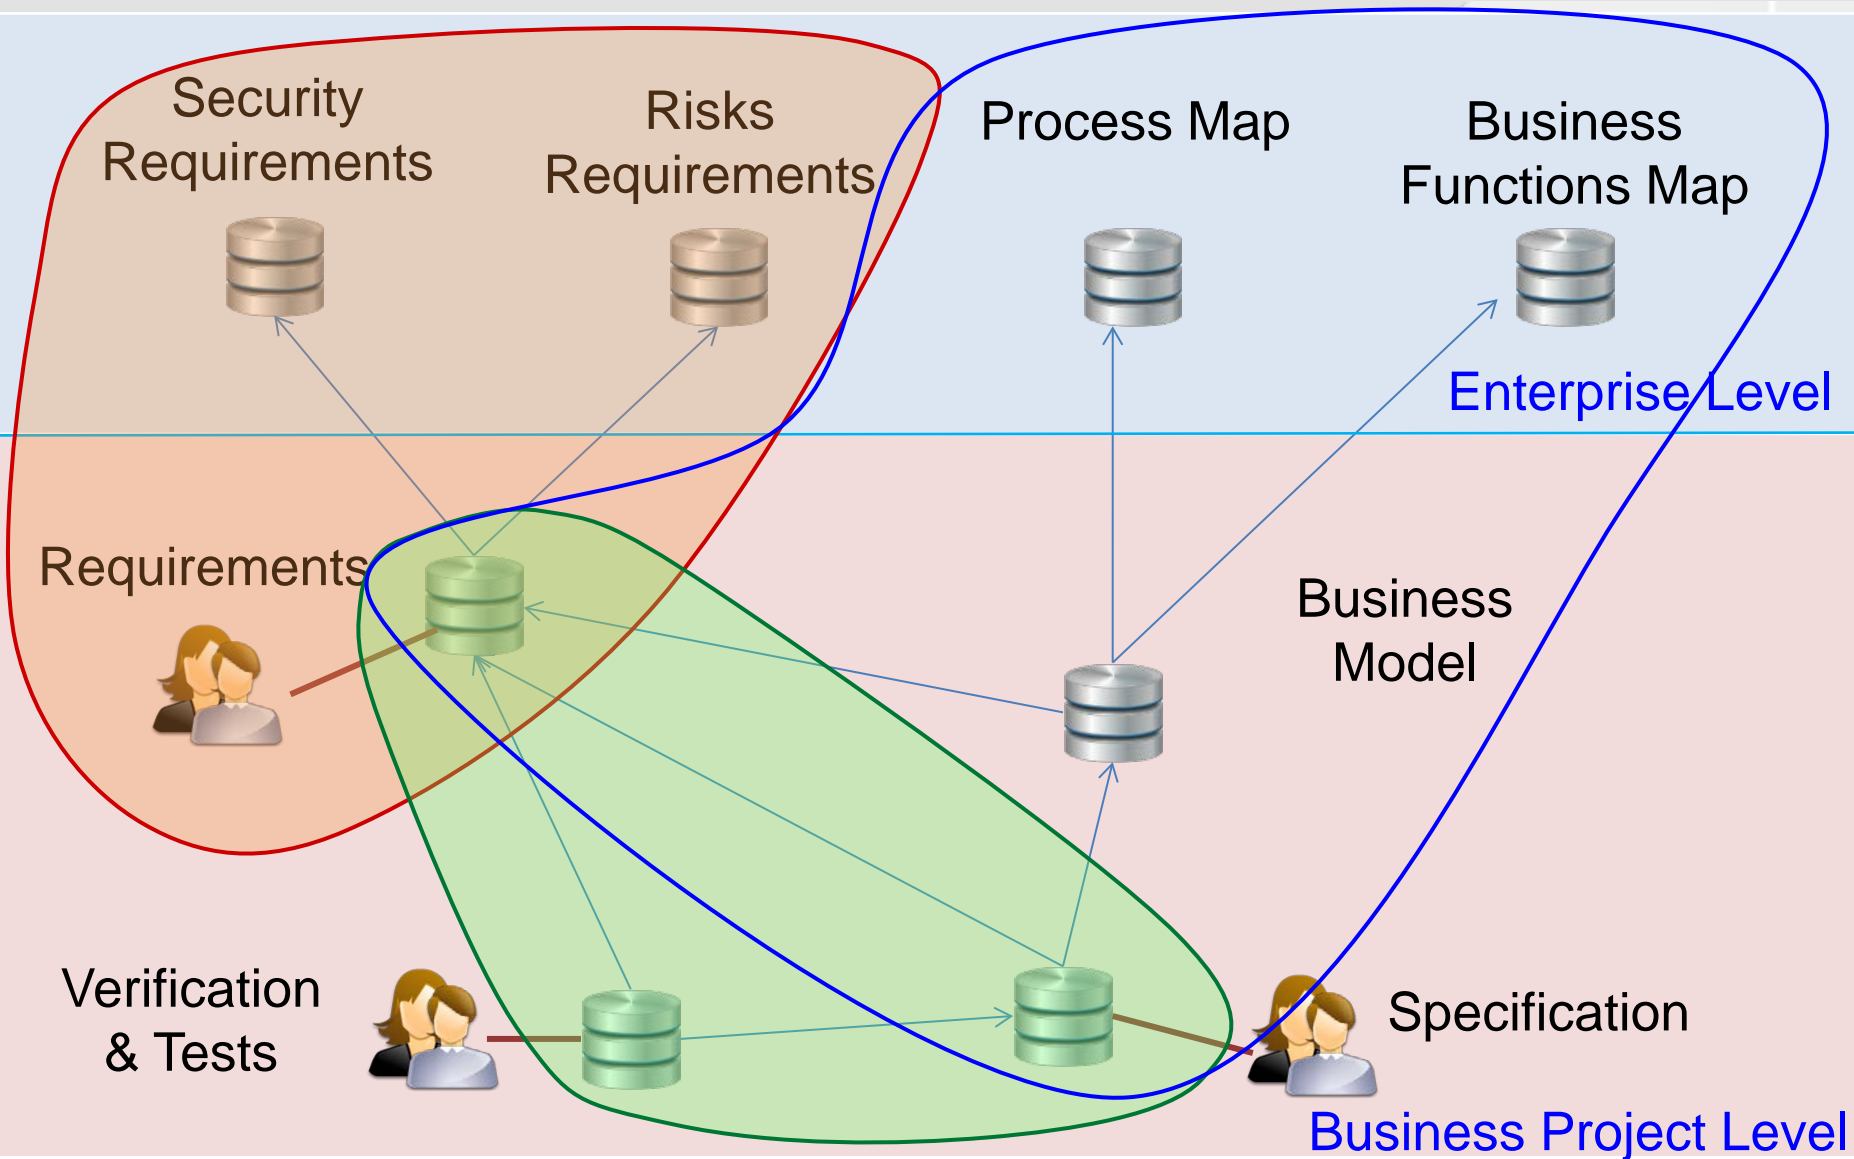 Security
Requirements
Risks
Requirements
Process Map
Business
Functions Map
Enterprise Level
Requirements
Business
Model
Verification
& Tests
Specification
Business Project Level